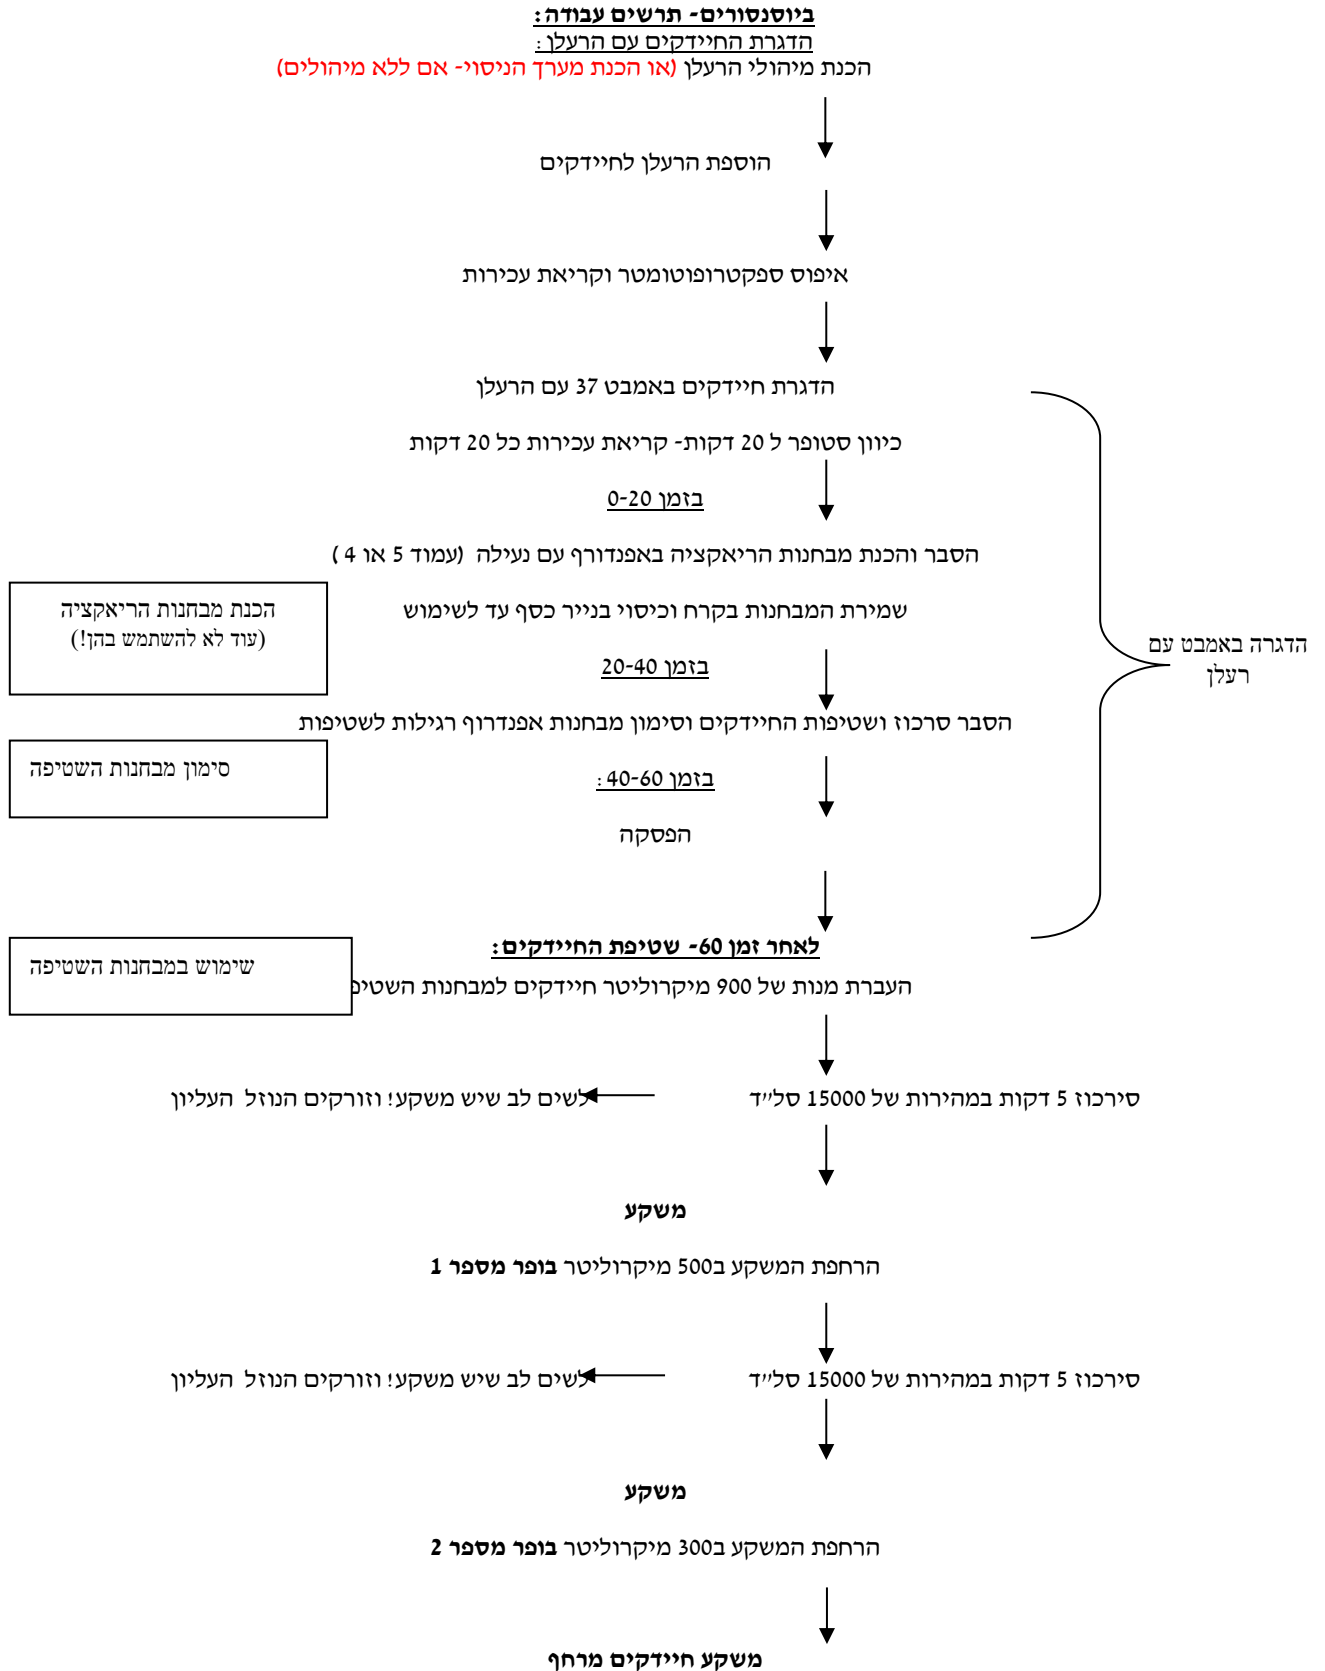 ביוסנסורים- תרשים עבודה:
הדגרת החיידקים עם הרעלן:
הכנת מיהולי הרעלן (או הכנת מערך הניסוי- אם ללא מיהולים)
הוספת הרעלן לחיידקים
איפוס ספקטרופוטומטר וקריאת עכירות
הדגרת חיידקים באמבט 37 עם הרעלן
כיוון סטופר ל 20 דקות- קריאת עכירות כל 20 דקות
בזמן 0-20
הסבר והכנת מבחנות הריאקציה באפנדורף עם נעילה (עמוד 5 או 4 )
הכנת מבחנות הריאקציה
(עוד לא להשתמש בהן!)
שמירת המבחנות בקרח וכיסוי בנייר כסף עד לשימוש
הדגרה באמבט עם
רעלן
בזמן 20-40
הסבר סרכוז ושטיפות החיידקים וסימון מבחנות אפנדרוף רגילות לשטיפות
סימון מבחנות השטיפה
בזמן 40-60:
הפסקה
לאחר זמן 60- שטיפת החיידקים:
שימוש במבחנות השטיפה
העברת מנות של 900 מיקרוליטר חיידקים למבחנות השטיפ
סירכוז 5 דקות במהירות של 15000 סל״ד
לשים לב שיש משקע! וזורקים הנוזל העליון
משקע
הרחפת המשקע ב500 מיקרוליטר בופר מספר 1
סירכוז 5 דקות במהירות של 15000 סל״ד
לשים לב שיש משקע! וזורקים הנוזל העליון
משקע
הרחפת המשקע ב300 מיקרוליטר בופר מספר 2
משקע חיידקים מרחף